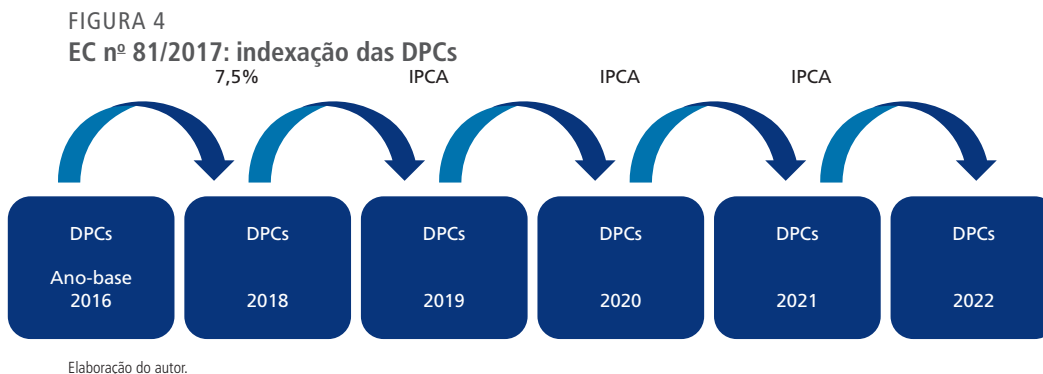 FIGURA 4
EC nº 81/2017: indexação das DPCs
7,5%
IPCA
IPCA
IPCA
DPCs
Ano-base
2016
DPCs
2018
DPCs
2019
DPCs
2020
DPCs
2021
DPCs
2022
Elaboração do autor.